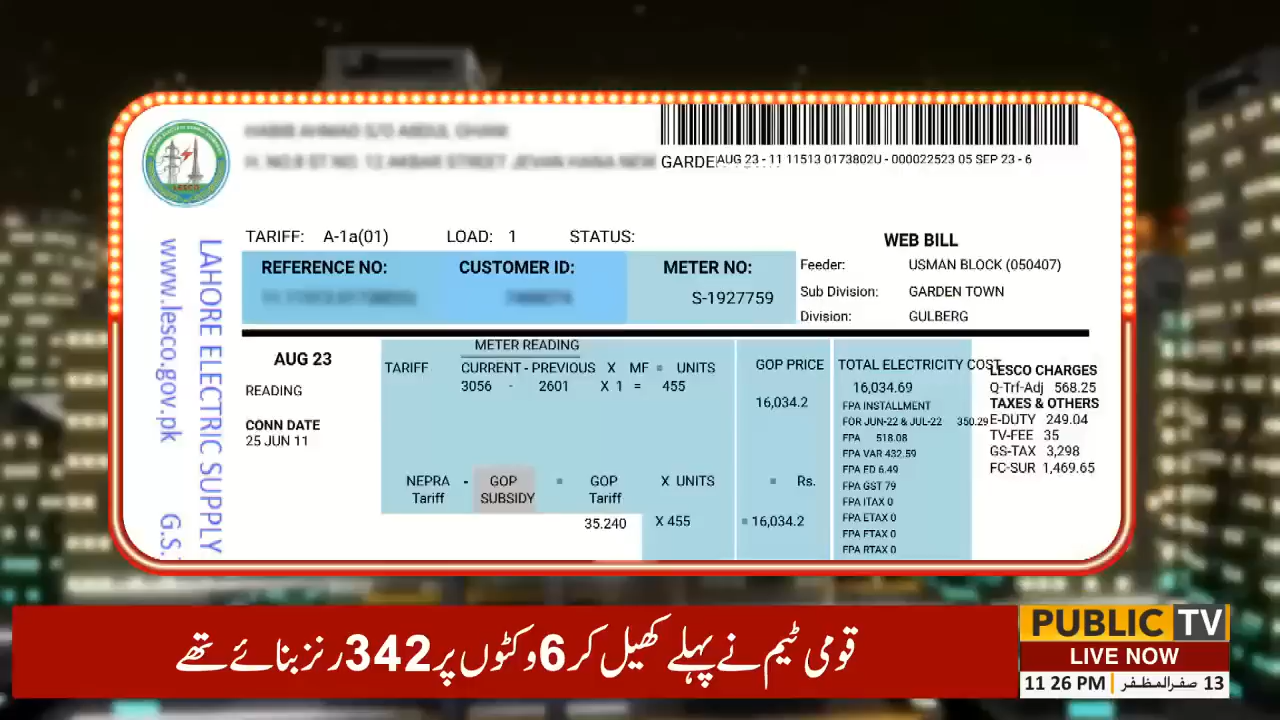 LESCO
GARDE
AUG 23 - 11 11513 0173802U - 000022523 05 SEP 23 - 6
TARIFF: A-1a(01) LOAD: 1 STATUS:
WEB BILL
REFERENCE NO: CUSTOMER ID: METER NO:
S-1927759
Feeder: USMAN BLOCK (050407)
Sub Division: GARDEN TOWN
Division: GULBERG
LAHORE ELECTRIC SUPPLY
www.lesco.gov.pk G.S.
AUG 23
READING
CONN DATE
25 JUN 11
METER READING
TARIFF CURRENT - PREVIOUS X MF = UNITS
3056 - 2601 X 1 = 455
NEPRA Tariff - GOP SUBSIDY = GOP Tariff X UNITS = Rs.
35.240 X 455 = 16,034.2
GOP PRICE
16,034.2
TOTAL ELECTRICITY COST
16,034.69
FPA INSTALLMENT
FOR JUN-22 & JUL-22 350.29
FPA 518.08
FPA VAR 432.59
FPA ED 6.49
FPA GST 79
FPA ITAX 0
FPA ETAX 0
FPA FTAX 0
FPA RTAX 0
LESCO CHARGES
Q-Trf-Adj 568.25
TAXES & OTHERS
E-DUTY 249.04
TV-FEE 35
GS-TAX 3,298
FC-SUR 1,469.65
قومی ٹیم نے پہلے کھیل کر 6 وکٹوں پر 342 رنز بنائے تھے
PUBLIC TV
LIVE NOW
11 26 PM | 13 صفرالمظفر